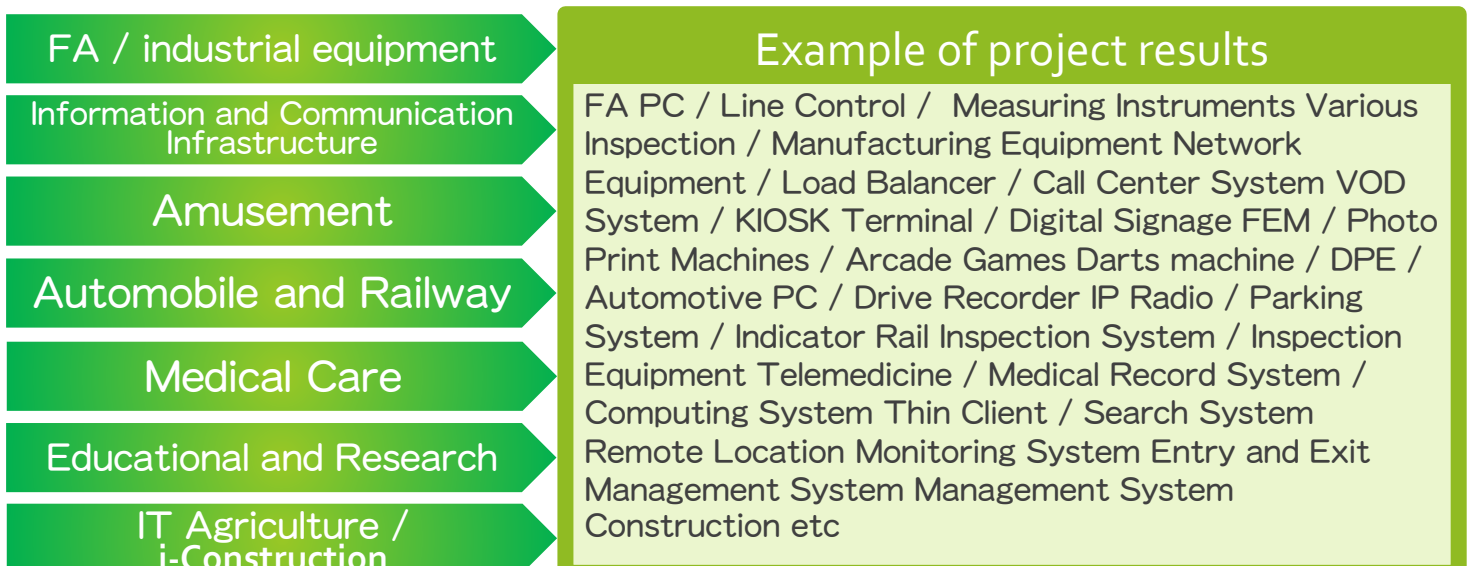 FA / industrial equipment
Information and Communication
Infrastructure
Amusement
Automobile and Railway
Medical Care
Educational and Research
IT Agriculture /
i-Construction
Example of project results
FA PC / Line Control /  Measuring Instruments Various
Inspection / Manufacturing Equipment Network
Equipment / Load Balancer / Call Center System VOD
System / KIOSK Terminal / Digital Signage FEM / Photo
Print Machines / Arcade Games Darts machine / DPE /
Automotive PC / Drive Recorder IP Radio / Parking
System / Indicator Rail Inspection System / Inspection
Equipment Telemedicine / Medical Record System /
Computing System Thin Client / Search System
Remote Location Monitoring System Entry and Exit
Management System Management System
Construction etc